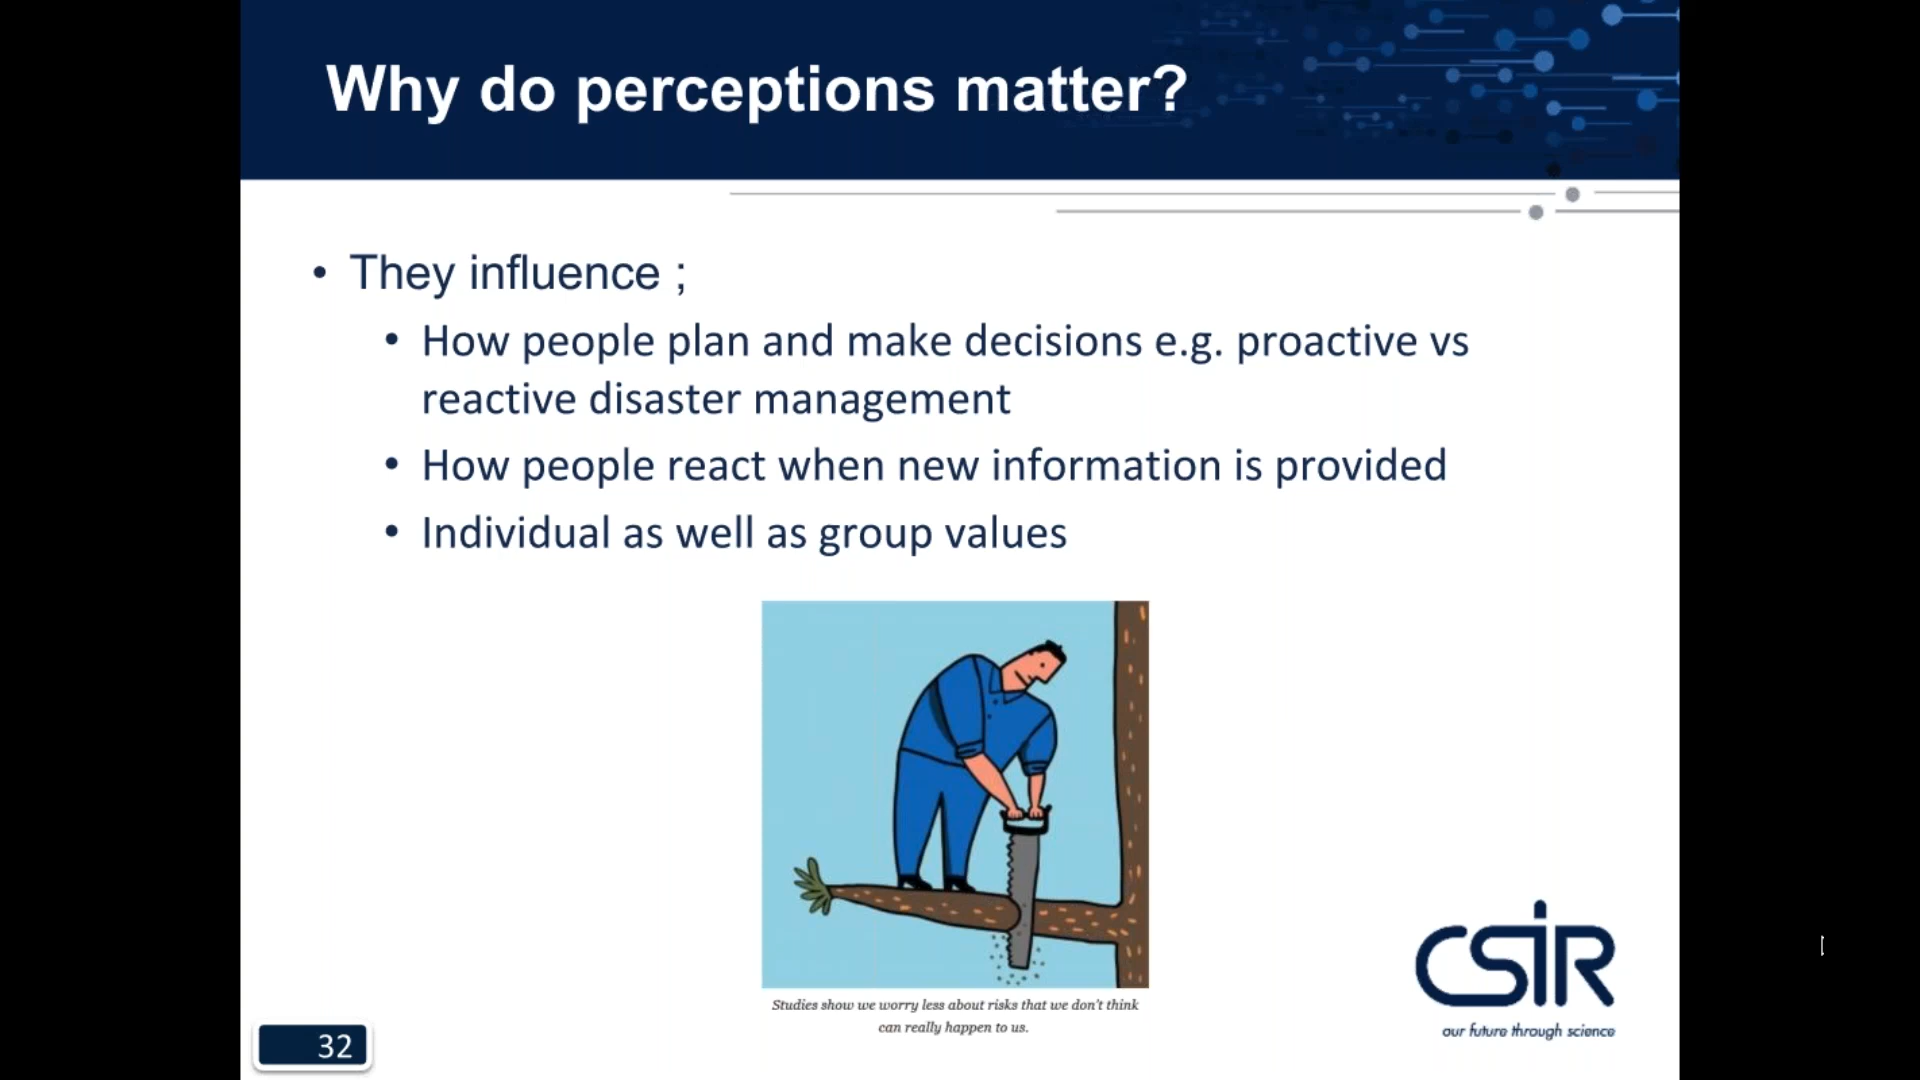 Why do perceptions matter?
• They influence ;
• How people plan and make decisions e.g. proactive vs
reactive disaster management
• How people react when new information is provided
• Individual as well as group values
Studies show we worry less about risks that we don't think
can really happen to us.
CSIR
our future through science
32